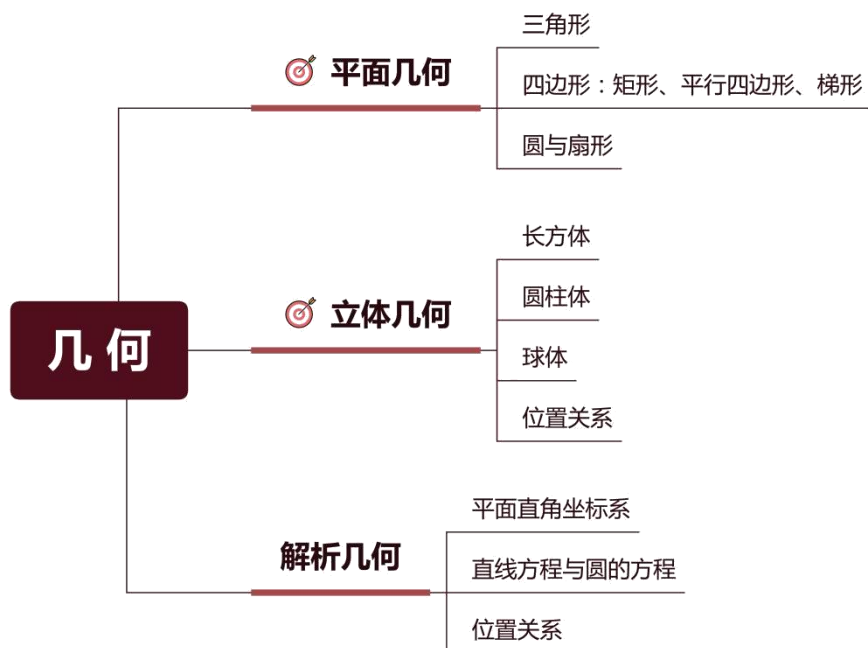 几 何
平面几何
三角形
四边形：矩形、平行四边形、梯形
圆与扇形
立体几何
长方体
圆柱体
球体
位置关系
解析几何
平面直角坐标系
直线方程与圆的方程
位置关系